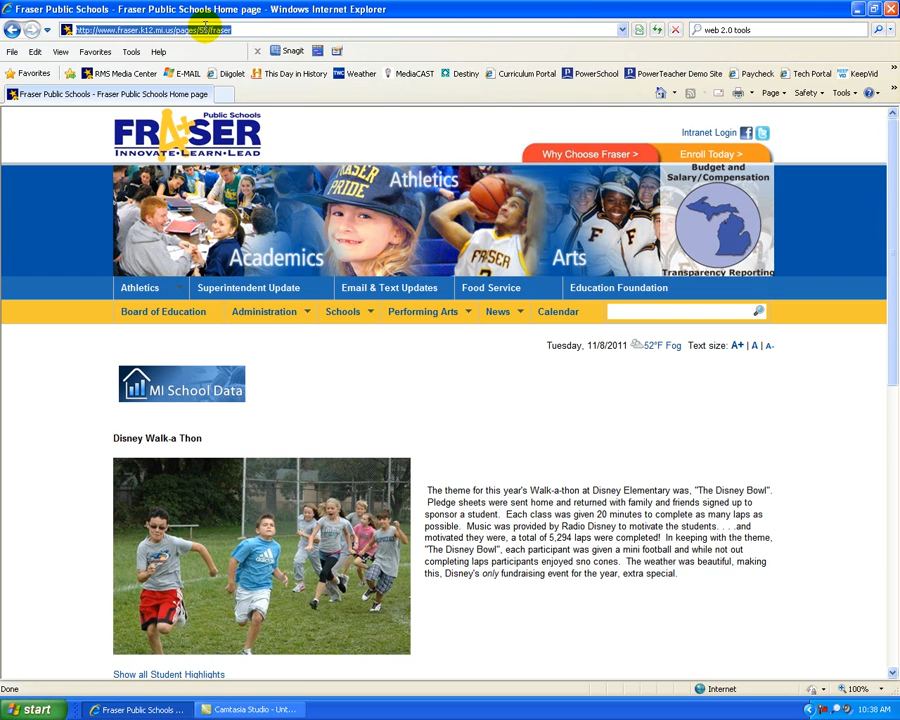 Fraser Public Schools - Fraser Public Schools Home page - Windows Internet Explorer
http://www.fraser.k12.mi.us/pages/55/fraser
web 2.0 tools
File Edit View Favorites Tools Help
Snagit
Favorites RMS Media Center E-MAIL Diigolet This Day in History TWC Weather MediaCAST Destiny Curriculum Portal PowerSchool PowerTeacher Demo Site Paycheck Tech Portal KeepVid
Fraser Public Schools - Fraser Public Schools Home page
Page Safety Tools
Public Schools
FRASER
A+
INNOVATE•LEARN•LEAD
Intranet Login
Why Choose Fraser >
Enroll Today >
Athletics
FRASER PRIDE
FRASER
F F
Academics
Arts
Budget and
Salary/Compensation
Transparency Reporting
Athletics Superintendent Update Email & Text Updates Food Service Education Foundation
Board of Education Administration Schools Performing Arts News Calendar
Tuesday, 11/8/2011 52°F Fog Text size: A+ | A | A-
MI School Data
Disney Walk-a Thon
The theme for this year's Walk-a-thon at Disney Elementary was, "The Disney Bowl".
Pledge sheets were sent home and returned with family and friends signed up to
sponsor a student. Each class was given 20 minutes to complete as many laps as
possible. Music was provided by Radio Disney to motivate the students. . . .and
motivated they were, a total of 5,294 laps were completed! In keeping with the theme,
"The Disney Bowl", each participant was given a mini football and while not out
completing laps participants enjoyed sno cones. The weather was beautiful, making
this, Disney's only fundraising event for the year, extra special.
adidas
Show all Student Highlights
Done
Internet
100%
start
Fraser Public Schools ...
Camtasia Studio - Unt...
10:38 AM